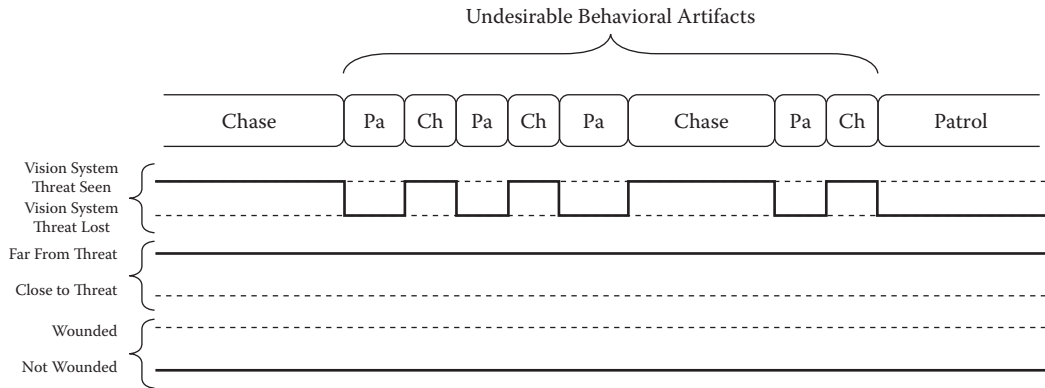 Undesirable Behavioral Artifacts
Chase Pa Ch Pa Ch Pa Chase Pa Ch Patrol
Vision System
Threat Seen
Vision System
Threat Lost
Far From Threat
Close to Threat
Wounded
Not Wounded